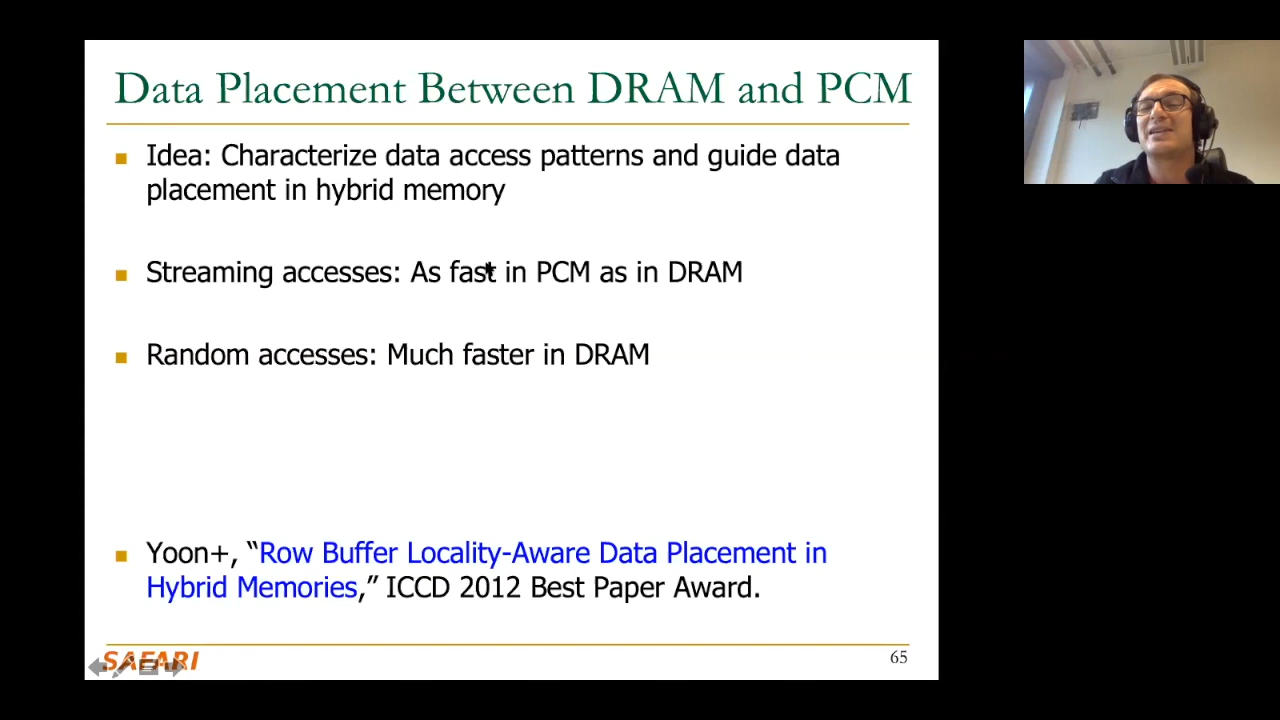 Data Placement Between DRAM and PCM
Idea: Characterize data access patterns and guide data
placement in hybrid memory
Streaming accesses: As fast in PCM as in DRAM
Random accesses: Much faster in DRAM
Yoon+, “Row Buffer Locality-Aware Data Placement in
Hybrid Memories,” ICCD 2012 Best Paper Award.
SAFARI
65